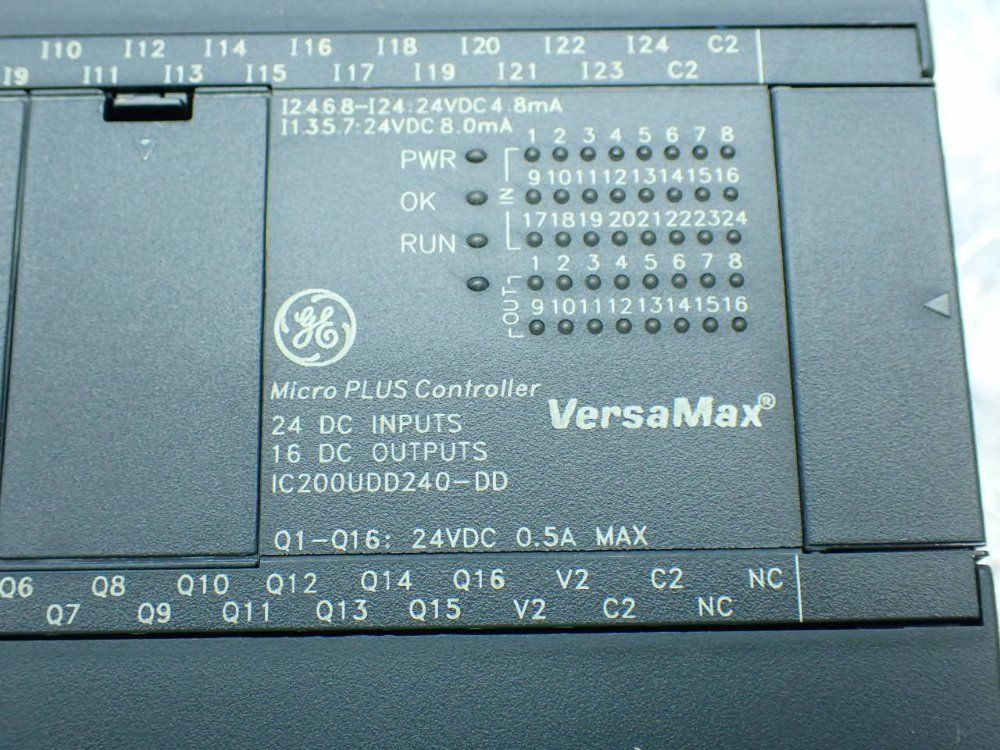 I10 I12 I14 I16 I18 I20 I22 I24 C2
I9 I11 I13 I15 I17 I19 I21 I23 C2
I2.4.6.8-I24:24VDC 4.8mA
I1.3.5.7:24VDC 8.0mA
PWR
OK
RUN
IN
1 2 3 4 5 6 7 8
9 10 11 12 13 14 15 16
17 18 19 20 21 22 23 24
OUT
1 2 3 4 5 6 7 8
9 10 11 12 13 14 15 16
GE
Micro PLUS Controller
VersaMax®
24 DC INPUTS
16 DC OUTPUTS
IC200UDD240-DD
Q1-Q16: 24VDC 0.5A MAX
Q6 Q8 Q10 Q12 Q14 Q16 V2 C2 NC
Q7 Q9 Q11 Q13 Q15 V2 C2 NC